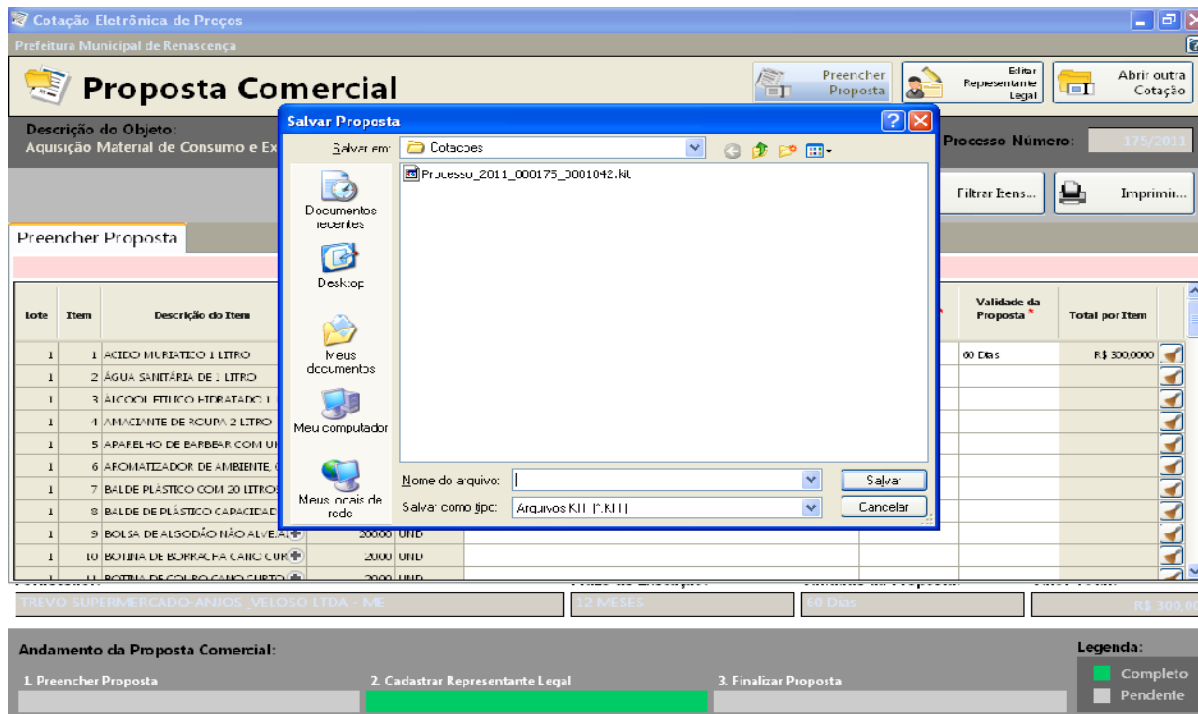 Cotação Eletrônica de Preços
Prefeitura Municipal de Renascença
Proposta Comercial
Preencher Proposta
Editar Representante Legal
Abrir outra Cotação
Descrição do Objeto:
Aquisição Material de Consumo e Ex
Processo Número:
175/2011
Filtrar Itens...
Imprimir...
Preencher Proposta
Salvar Proposta
Salvar em:
Cotacoes
Processo_2011_000175_0001042.kit
Documentos recentes
Desktop
Meus documentos
Meu computador
Meus locais de rede
Nome do arquivo:
Salvar
Salvar como tipo:
Arquivos KIT (*.KIT)
Cancelar
Lote Item Descrição do Item Validade da Proposta * Total por Item
1 1 ACIDO MURIATICO 1 LITRO 60 Dias R$ 300,0000
1 2 ÁGUA SANITÁRIA DE 1 LITRO
1 3 ALCOOL ETILICO HIDRATADO 1
1 4 AMACIANTE DE ROUPA 2 LITRO
1 5 APARELHO DE BARBEAR COM
1 6 AROMATIZADOR DE AMBIENTE,
1 7 BALDE PLÁSTICO COM 20 LITROS
1 8 BALDE DE PLÁSTICO CAPACIDAD
1 9 BOLSA DE ALGODÃO NÃO ALVEJA UND
1 10 BOTINA DE BORRACHA CANO CUR UND
1 11 BOTINA DE COURO CANO CURTO UND
TREVO SUPERMERCADO-ANJOS VELOSO LTDA - ME
12 MESES
60 Dias
R$ 300,00
Andamento da Proposta Comercial:
1. Preencher Proposta
2. Cadastrar Representante Legal
3. Finalizar Proposta
Legenda:
Completo
Pendente